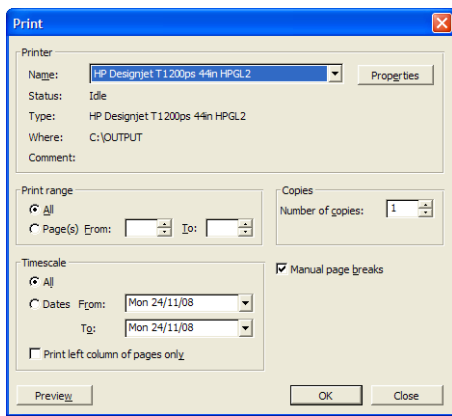 Print
Printer
Name: HP Designjet T1200ps 44in HPGL2 Properties
Status: Idle
Type: HP Designjet T1200ps 44in HPGL2
Where: C:\OUTPUT
Comment:
Print range Copies
All Number of copies: 1
Page(s) From: To:
Timescale Manual page breaks
All
Dates From: Mon 24/11/08
To: Mon 24/11/08
Print left column of pages only
Preview OK Close